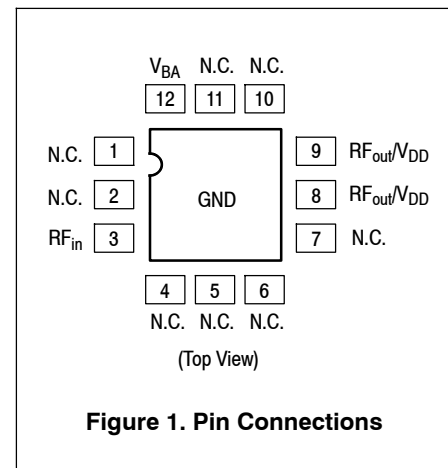 V_BA N.C. N.C.
12 11 10
N.C. 1 9 RF_out/V_DD
N.C. 2 GND 8 RF_out/V_DD
RF_in 3 7 N.C.
4 5 6
N.C. N.C. N.C.
(Top View)
Figure 1. Pin Connections